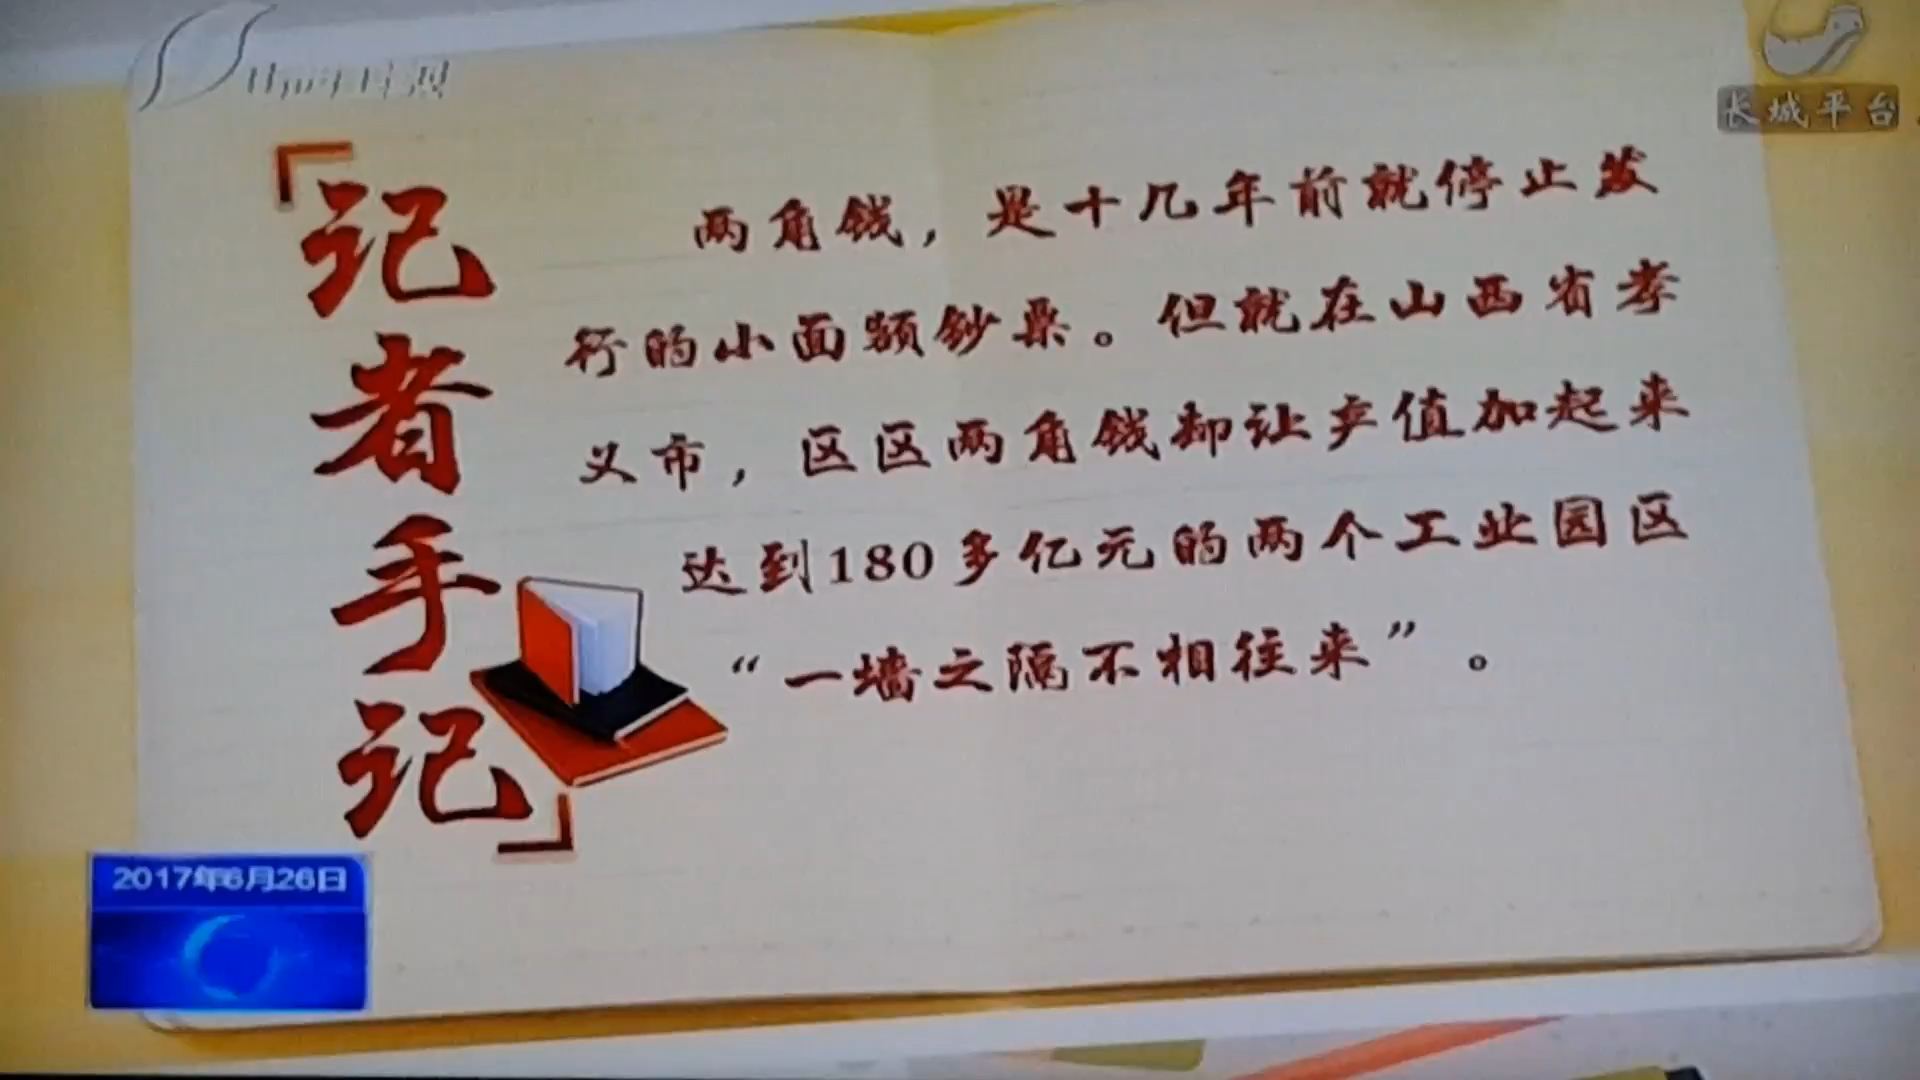 长城平台
「记者手记」
两角钱，是十几年前就停止发
行的小面额钞票。但就在山西省孝
义市，区区两角钱却让产值加起来
达到180多亿元的两个工业园区
“一墙之隔不相往来”。
2017年6月26日